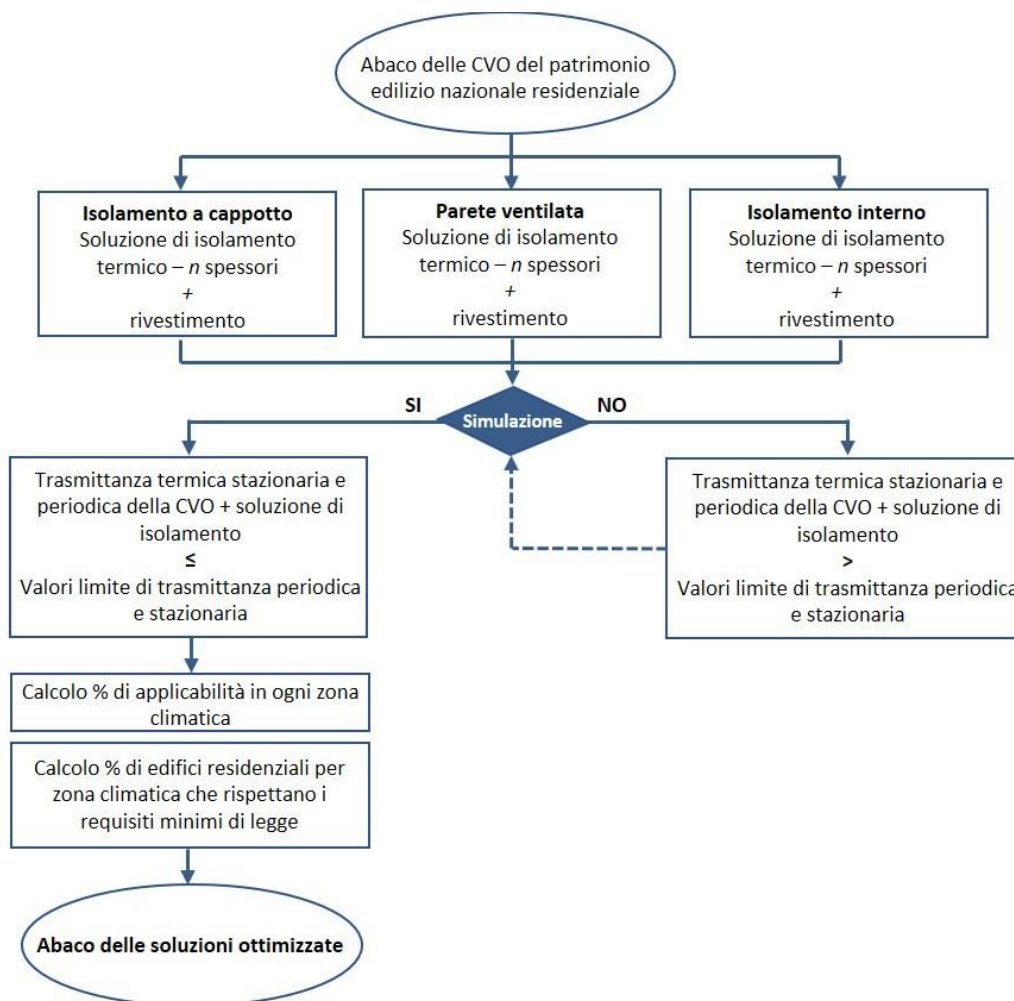 Abaco delle CVO del patrimonio
edilizio nazionale residenziale
Isolamento a cappotto
Soluzione di isolamento
termico – n spessori
+
rivestimento
Parete ventilata
Soluzione di isolamento
termico – n spessori
+
rivestimento
Isolamento interno
Soluzione di isolamento
termico – n spessori
+
rivestimento
SI
Simulazione
NO
Trasmittanza termica stazionaria e
periodica della CVO + soluzione di
isolamento
≤
Valori limite di trasmittanza periodica
e stazionaria
Trasmittanza termica stazionaria e
periodica della CVO + soluzione di
isolamento
>
Valori limite di trasmittanza periodica
e stazionaria
Calcolo % di applicabilità in ogni zona
climatica
Calcolo % di edifici residenziali per
zona climatica che rispettano i
requisiti minimi di legge
Abaco delle soluzioni ottimizzate